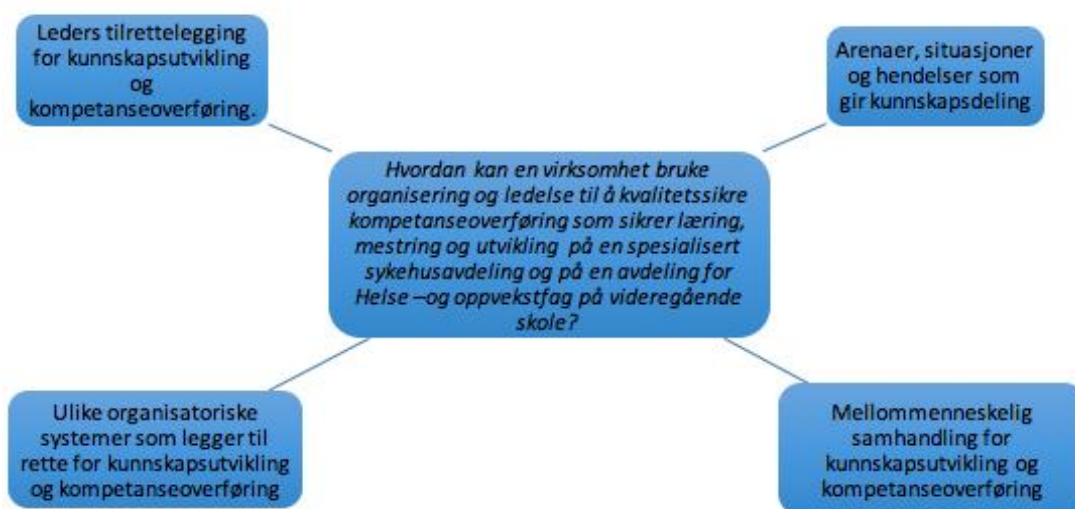 Leders tilrettelegging
for kunnskapsutvikling
og
kompetanseoverføring.
Arenaer, situasjoner
og hendelser som
gir kunnskapsdeling
Hvordan kan en virksomhet bruke
organisering og ledelse til å kvalitetssikre
kompetanseoverføring som sikrer læring,
mestring og utvikling på en spesialisert
sykehusavdeling og på en avdeling for
Helse –og oppvekstfag på videregående
skole?
Ulike organisatoriske
systemer som legger til
rette for kunnskapsutvikling
og kompetanseoverføring
Mellommenneskelig
samhandling for
kunnskapsutvikling og
kompetanseoverføring